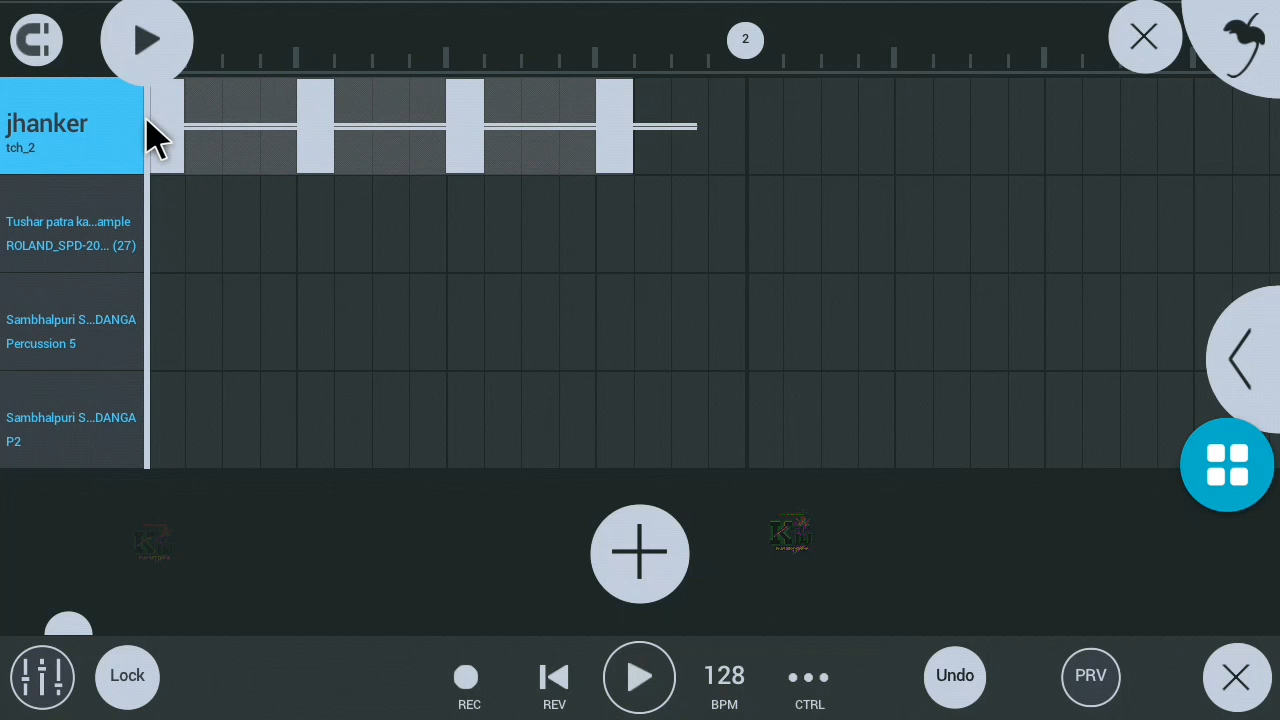 2
jhanker
tch_2
Tushar patra ka...ample
ROLAND_SPD-20... (27)
Sambhalpuri S...DANGA
Percussion 5
Sambhalpuri S...DANGA
P2
Lock
REC
REV
128
BPM
CTRL
Undo
PRV